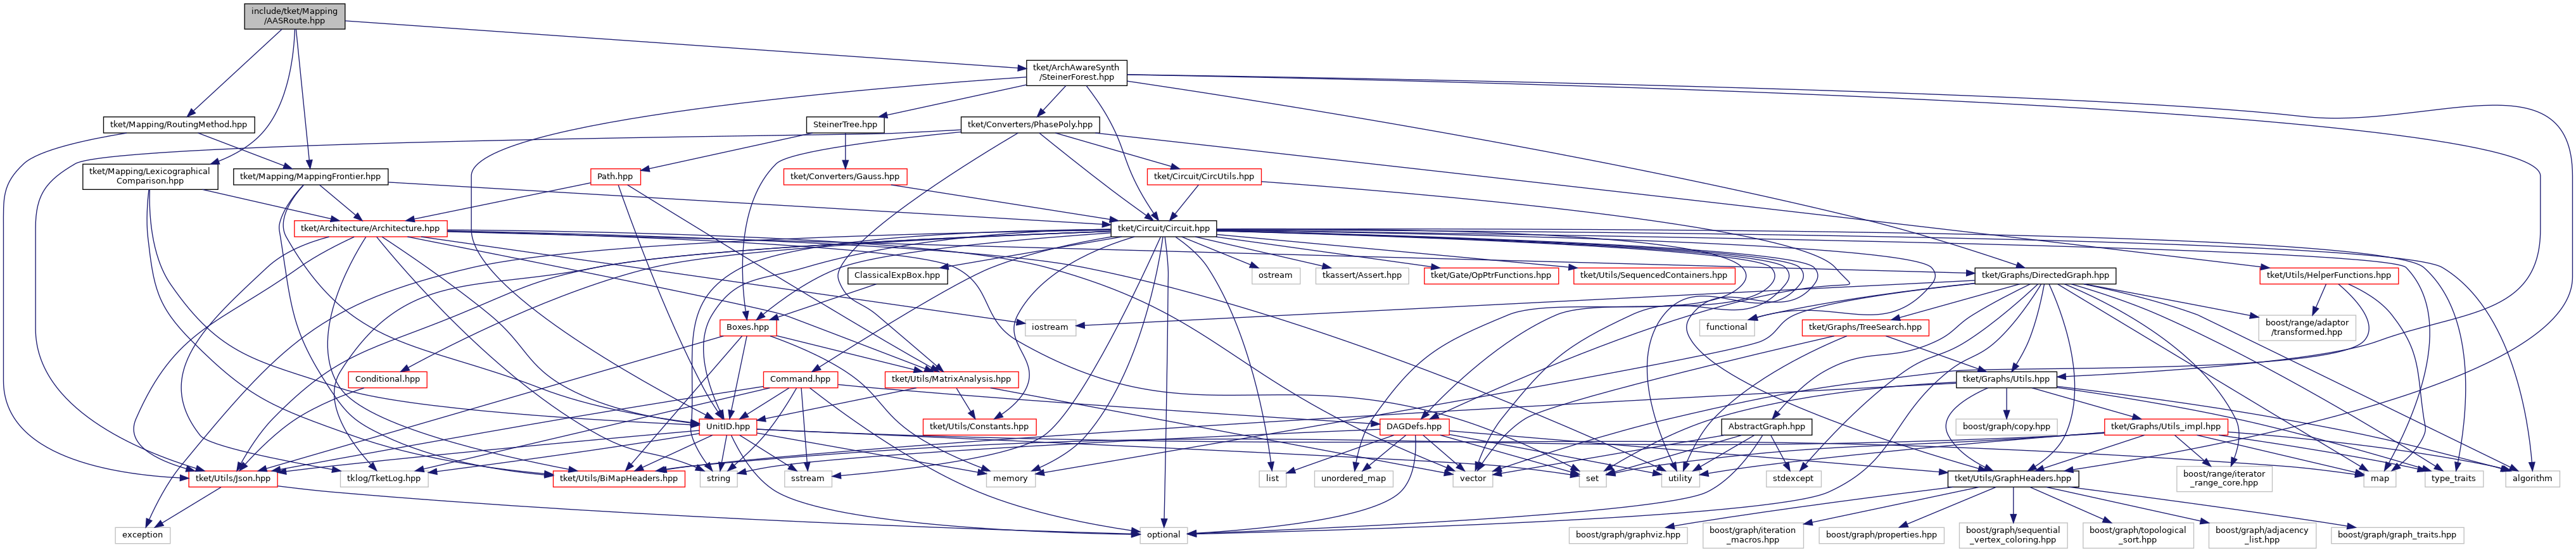 include/tket/Mapping
/AASRoute.hpp
tket/ArchAwareSynth
/SteinerForest.hpp
tket/Mapping/RoutingMethod.hpp
SteinerTree.hpp
tket/Converters/PhasePoly.hpp
tket/Mapping/Lexicographical
Comparison.hpp
tket/Mapping/MappingFrontier.hpp
Path.hpp
tket/Converters/Gauss.hpp
tket/Circuit/CircUtils.hpp
tket/Architecture/Architecture.hpp
tket/Circuit/Circuit.hpp
ClassicalExpBox.hpp
ostream
tkassert/Assert.hpp
tket/Gate/OpPtrFunctions.hpp
tket/Utils/SequencedContainers.hpp
tket/Graphs/DirectedGraph.hpp
tket/Utils/HelperFunctions.hpp
Boxes.hpp
iostream
functional
tket/Graphs/TreeSearch.hpp
boost/range/adaptor
/transformed.hpp
Conditional.hpp
Command.hpp
tket/Utils/MatrixAnalysis.hpp
tket/Graphs/Utils.hpp
UnitID.hpp
tket/Utils/Constants.hpp
DAGDefs.hpp
AbstractGraph.hpp
boost/graph/copy.hpp
tket/Graphs/Utils_impl.hpp
tket/Utils/Json.hpp
tklog/TketLog.hpp
tket/Utils/BiMapHeaders.hpp
string
sstream
memory
list
unordered_map
vector
set
utility
stdexcept
tket/Utils/GraphHeaders.hpp
boost/range/iterator
_range_core.hpp
map
type_traits
algorithm
exception
optional
boost/graph/graphviz.hpp
boost/graph/iteration
_macros.hpp
boost/graph/properties.hpp
boost/graph/sequential
_vertex_coloring.hpp
boost/graph/topological
_sort.hpp
boost/graph/adjacency
_list.hpp
boost/graph/graph_traits.hpp